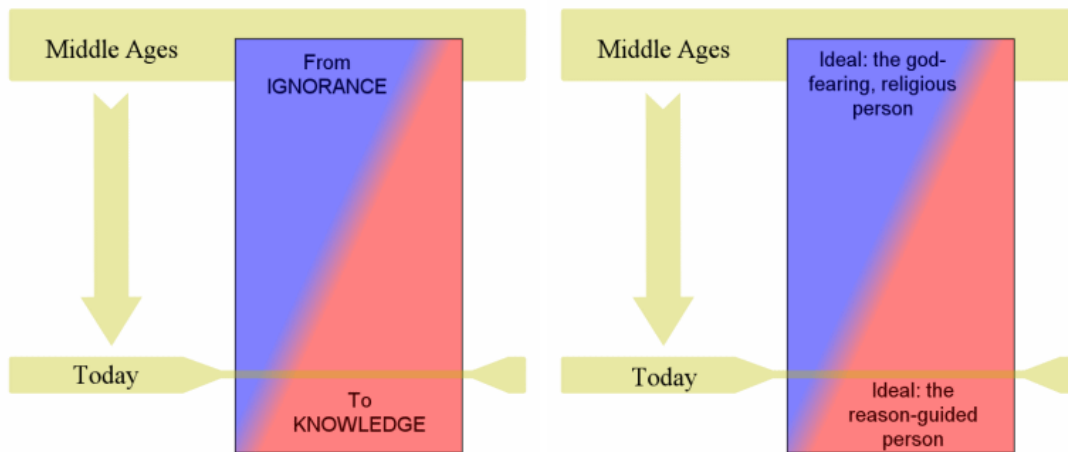 Middle Ages
From
IGNORANCE
Today
To
KNOWLEDGE
Middle Ages
Ideal: the god-
fearing, religious
person
Today
Ideal: the
reason-guided
person